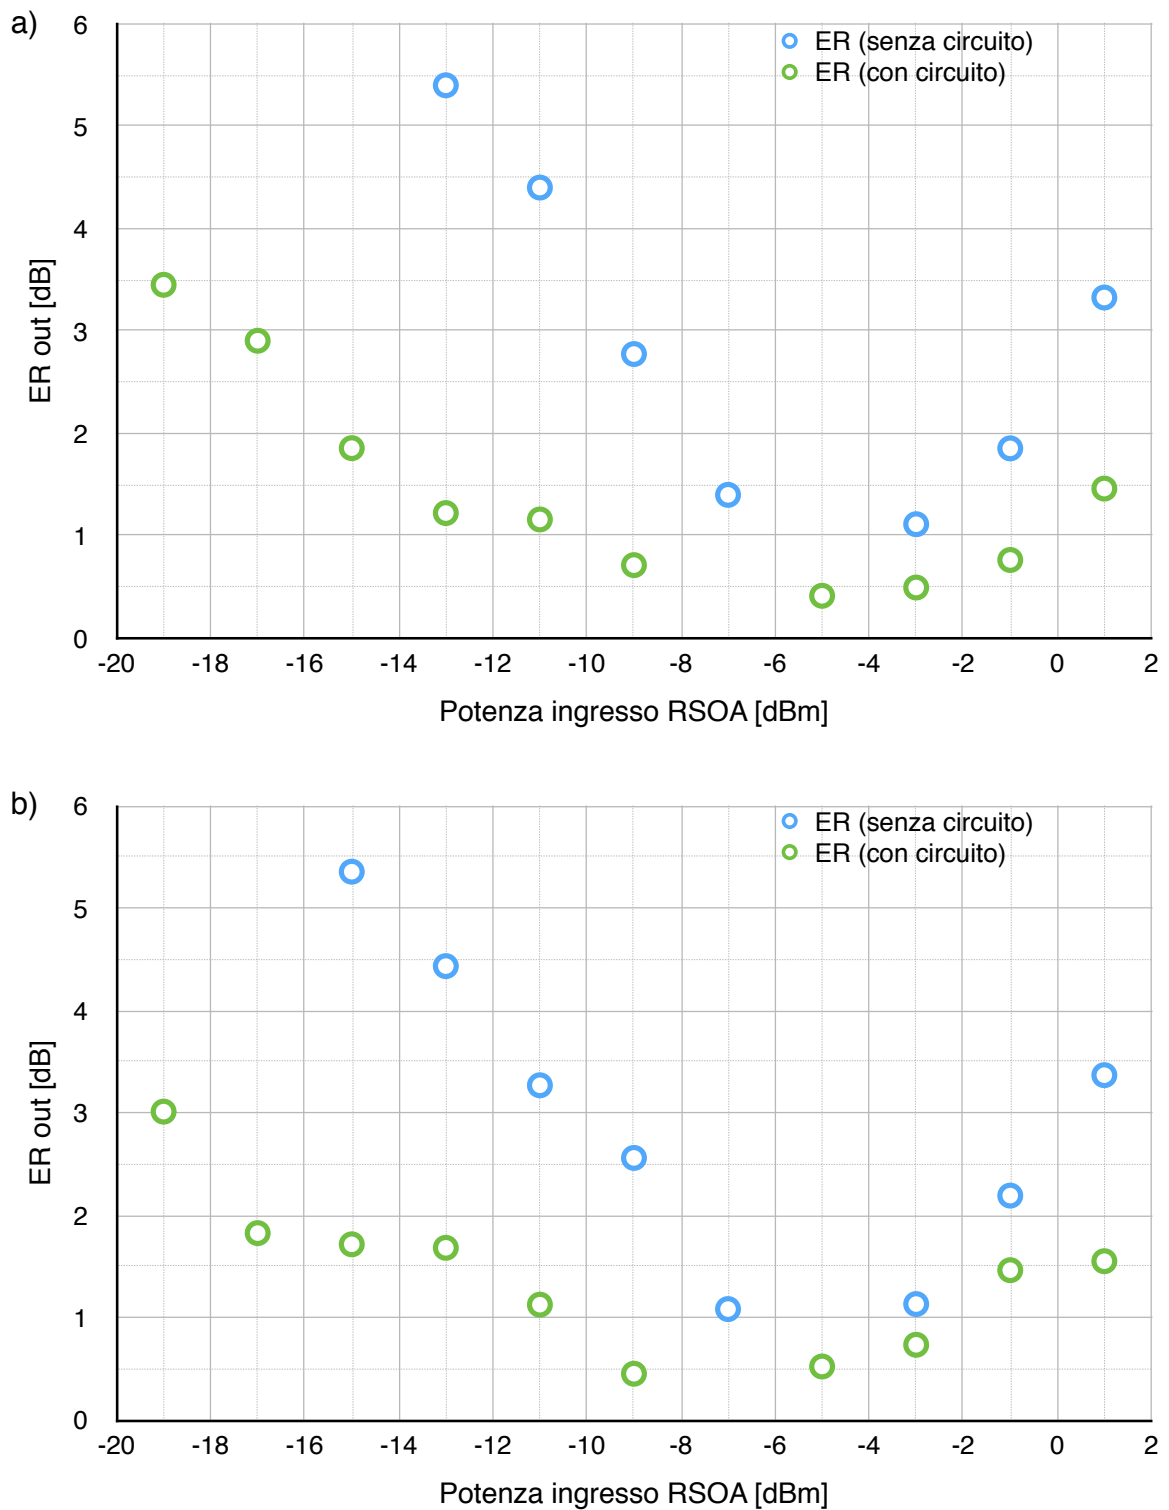 a)
ER (senza circuito)
ER (con circuito)
6
5
4
3
2
1
0
ER out [dB]
-20 -18 -16 -14 -12 -10 -8 -6 -4 -2 0 2
Potenza ingresso RSOA [dBm]
b)
ER (senza circuito)
ER (con circuito)
6
5
4
3
2
1
0
ER out [dB]
-20 -18 -16 -14 -12 -10 -8 -6 -4 -2 0 2
Potenza ingresso RSOA [dBm]